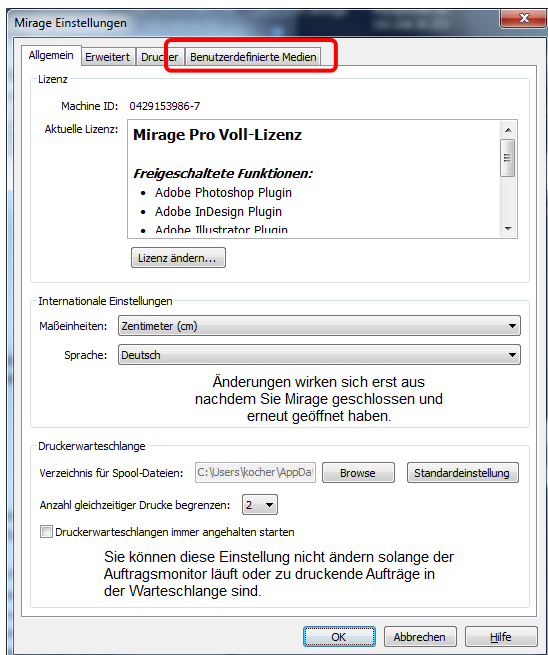 Mirage Einstellungen
Allgemein Erweitert Drucker Benutzerdefinierte Medien
Lizenz
Machine ID: 0429153986-7
Aktuelle Lizenz: Mirage Pro Voll-Lizenz
Freigeschaltete Funktionen:
• Adobe Photoshop Plugin
• Adobe InDesign Plugin
• Adobe Illustrator Plugin
Lizenz ändern...
Internationale Einstellungen
Maßeinheiten: Zentimeter (cm)
Sprache: Deutsch
Änderungen wirken sich erst aus
nachdem Sie Mirage geschlossen und
erneut geöffnet haben.
Druckerwarteschlange
Verzeichnis für Spool-Dateien: C:\Users\kocher\AppDa Browse Standardeinstellung
Anzahl gleichzeitiger Drucke begrenzen: 2
Druckerwarteschlangen immer angehalten starten
Sie können diese Einstellung nicht ändern solange der
Auftragsmonitor läuft oder zu druckende Aufträge in
der Warteschlange sind.
OK Abbrechen Hilfe